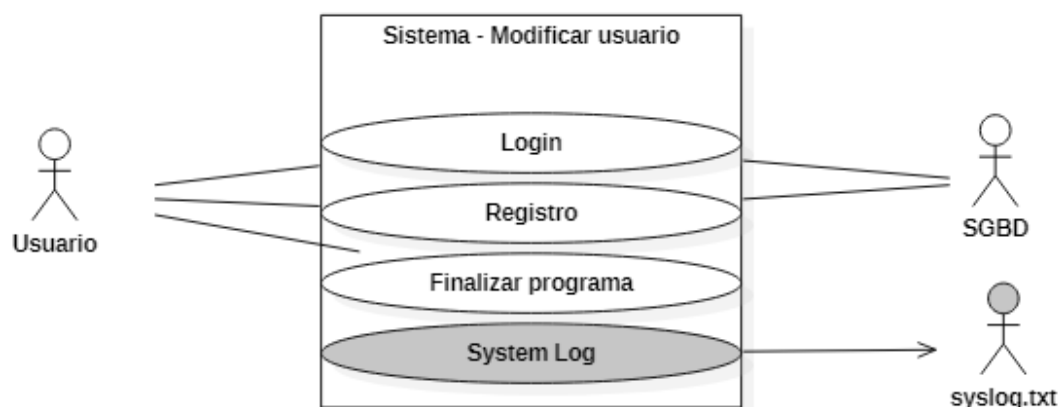 Sistema - Modificar usuario
Login
Registro
Finalizar programa
System Log
Usuario
SGBD
syslog.txt